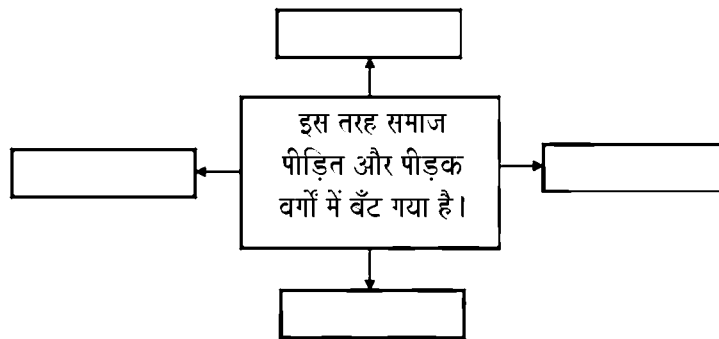 इस तरह समाज
पीड़ित और पीड़क
वर्गों में बँट गया है।